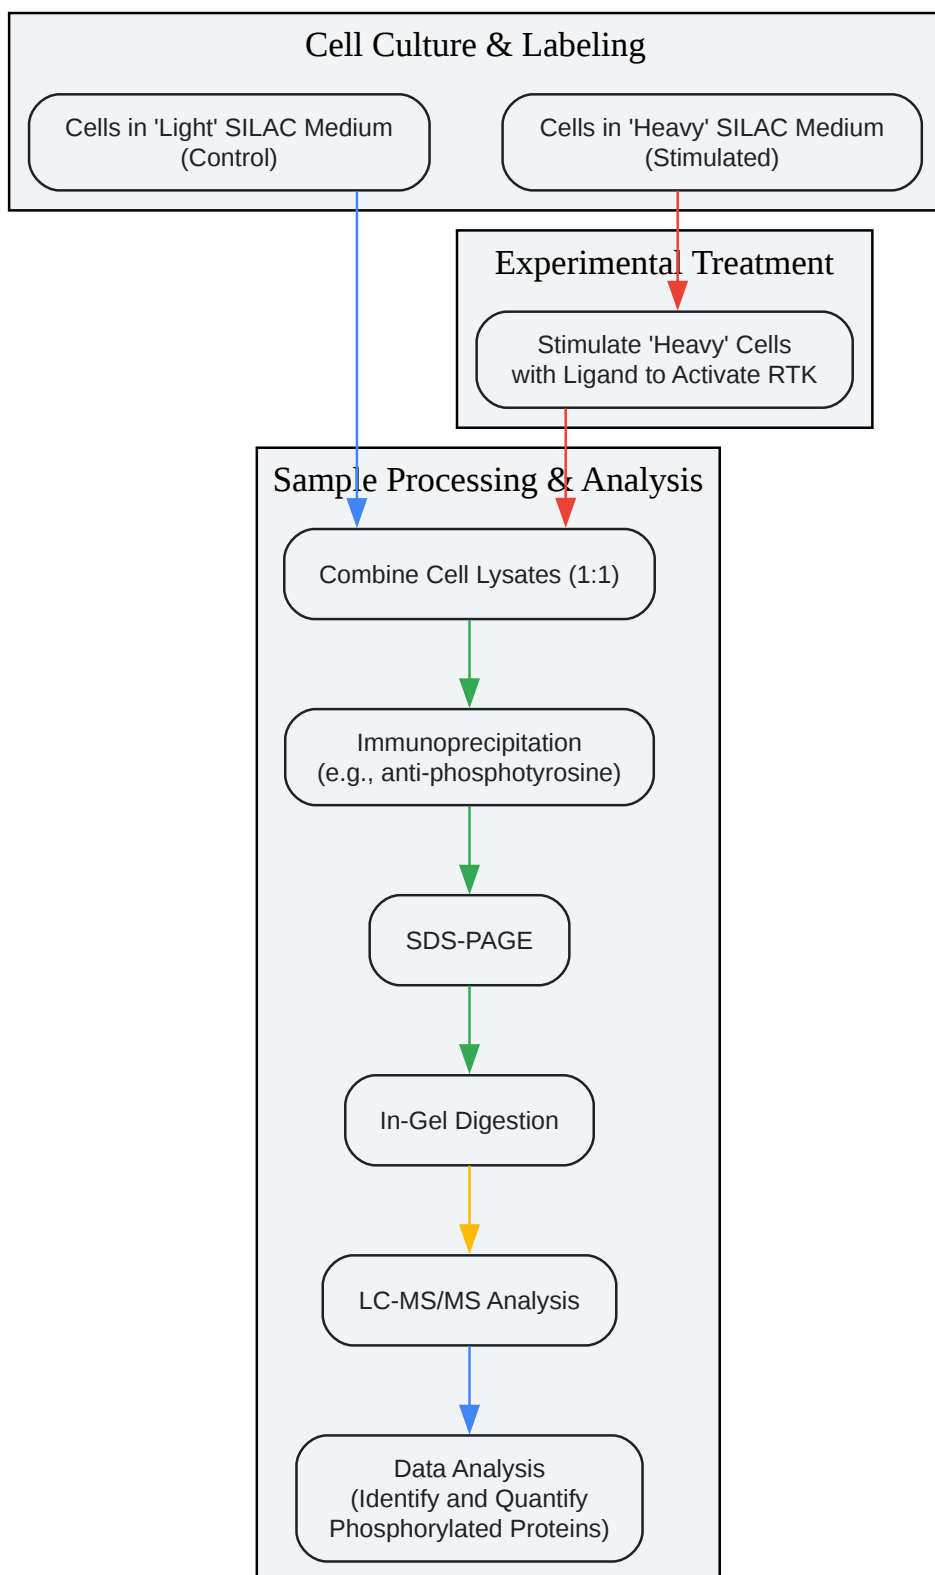 Cell Culture & Labeling
Cells in 'Light' SILAC Medium
(Control)
Cells in 'Heavy' SILAC Medium
(Stimulated)
Experimental Treatment
Stimulate 'Heavy' Cells
with Ligand to Activate RTK
Sample Processing & Analysis
Combine Cell Lysates (1:1)
Immunoprecipitation
(e.g., anti-phosphotyrosine)
SDS-PAGE
In-Gel Digestion
LC-MS/MS Analysis
Data Analysis
(Identify and Quantify
Phosphorylated Proteins)